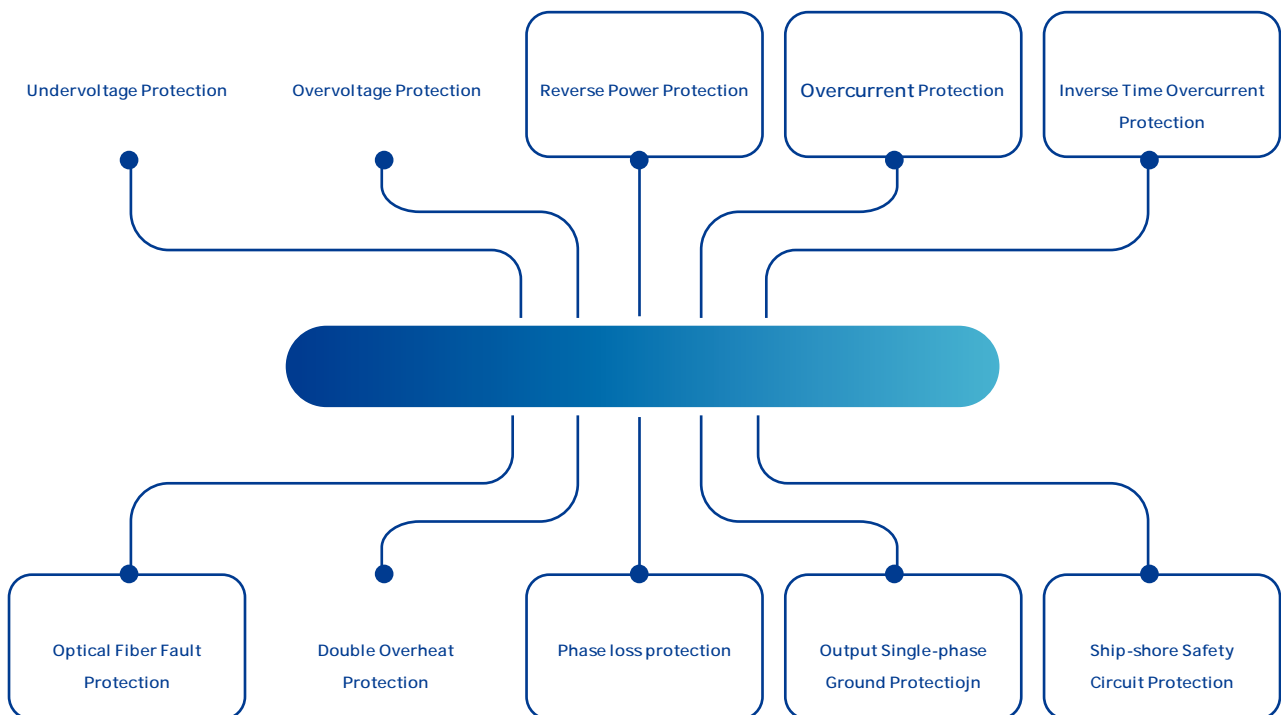 Undervoltage Protection
Overvoltage Protection
Reverse Power Protection
Overcurrent Protection
Inverse Time Overcurrent
Protection
Optical Fiber Fault
Protection
Double Overheat
Protection
Phase loss protection
Output Single-phase
Ground Protectiojn
Ship-shore Safety
Circuit Protection